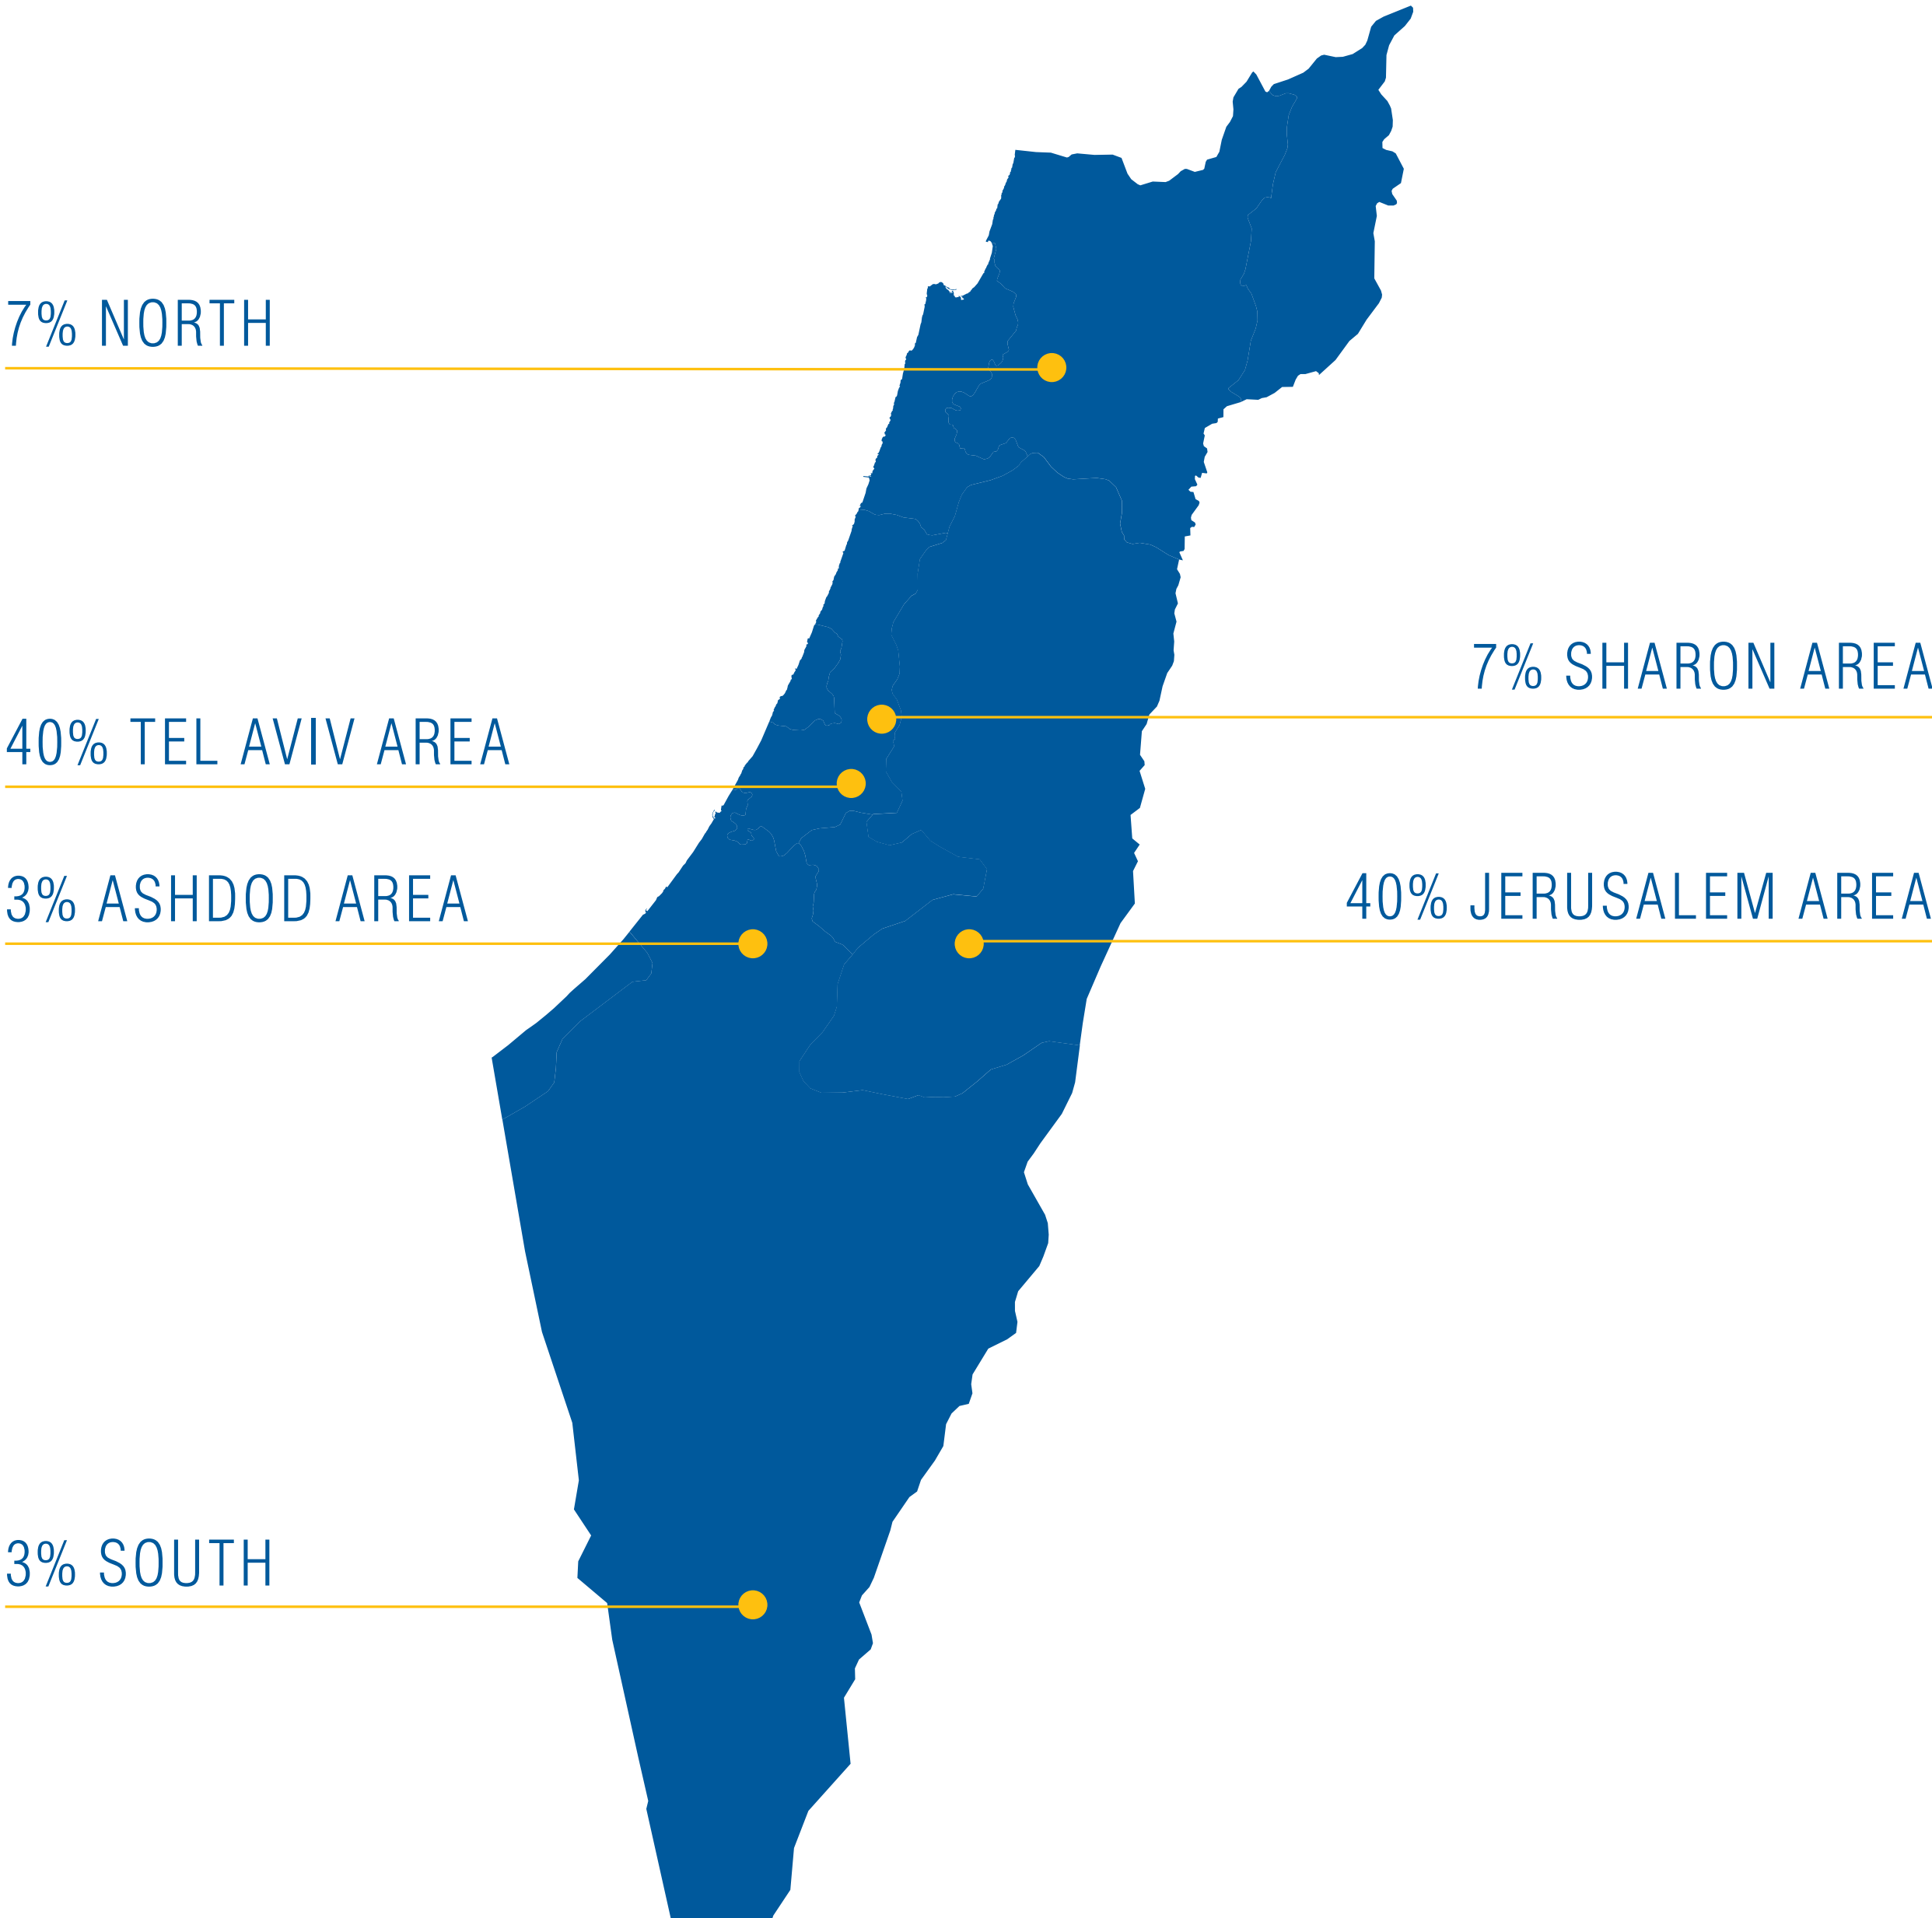 7% NORTH
7% SHARON AREA
40% TEL AVIV AREA
3% ASHDOD AREA
40% JERUSALEM AREA
3% SOUTH